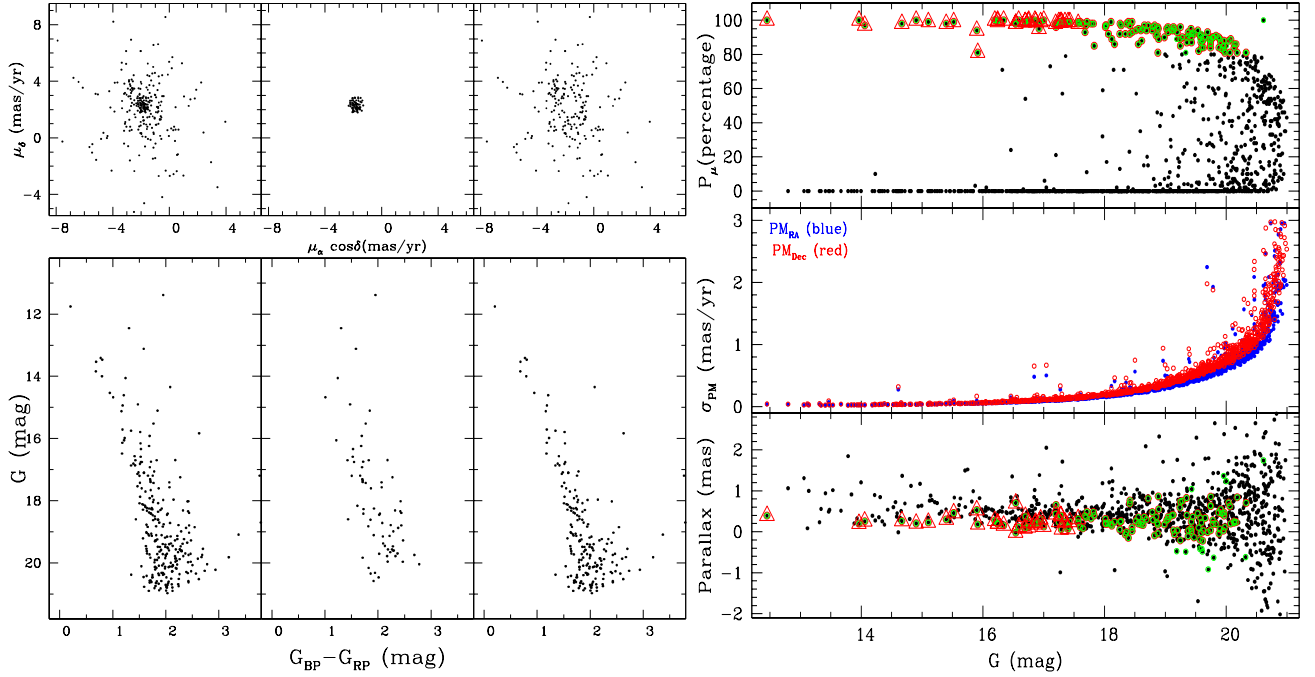 μδ (mas/yr)
8
4
0
−4
−8 −4 0 4 −8 −4 0 4 −8 −4 0 4 8
μα cosδ(mas/yr)
G (mag)
12
14
16
18
20
0 1 2 3 0 1 2 3 0 1 2 3
GBP−GRP (mag)
Pμ(percentage)
100
80
60
40
20
0
σPM (mas/yr)
3
2
1
0
PMRA (blue)
PMDec (red)
Parallax (mas)
2
1
0
−1
−2
14 16 18 20
G (mag)